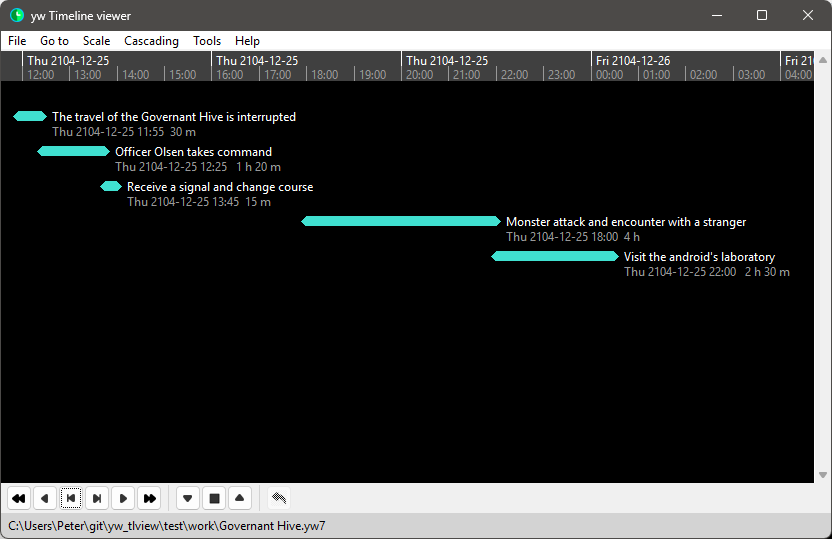 yw Timeline viewer
File Go to Scale Cascading Tools Help
Thu 2104-12-25 Thu 2104-12-25 Thu 2104-12-25 Fri 2104-12-26 Fri 210
12:00 13:00 14:00 15:00 16:00 17:00 18:00 19:00 20:00 21:00 22:00 23:00 00:00 01:00 02:00 03:00 04:00
The travel of the Governant Hive is interrupted
Thu 2104-12-25 11:55 30 m
Officer Olsen takes command
Thu 2104-12-25 12:25 1 h 20 m
Receive a signal and change course
Thu 2104-12-25 13:45 15 m
Monster attack and encounter with a stranger
Thu 2104-12-25 18:00 4 h
Visit the android's laboratory
Thu 2104-12-25 22:00 2 h 30 m
C:\Users\Peter\git\yw_tlview\test\work\Governant Hive.yw7